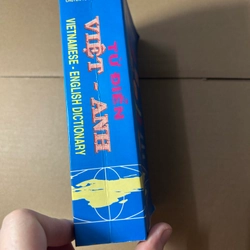 TỪ ĐIỂN
VIỆT - ANH
VIETNAMESE - ENGLISH DICTIONARY